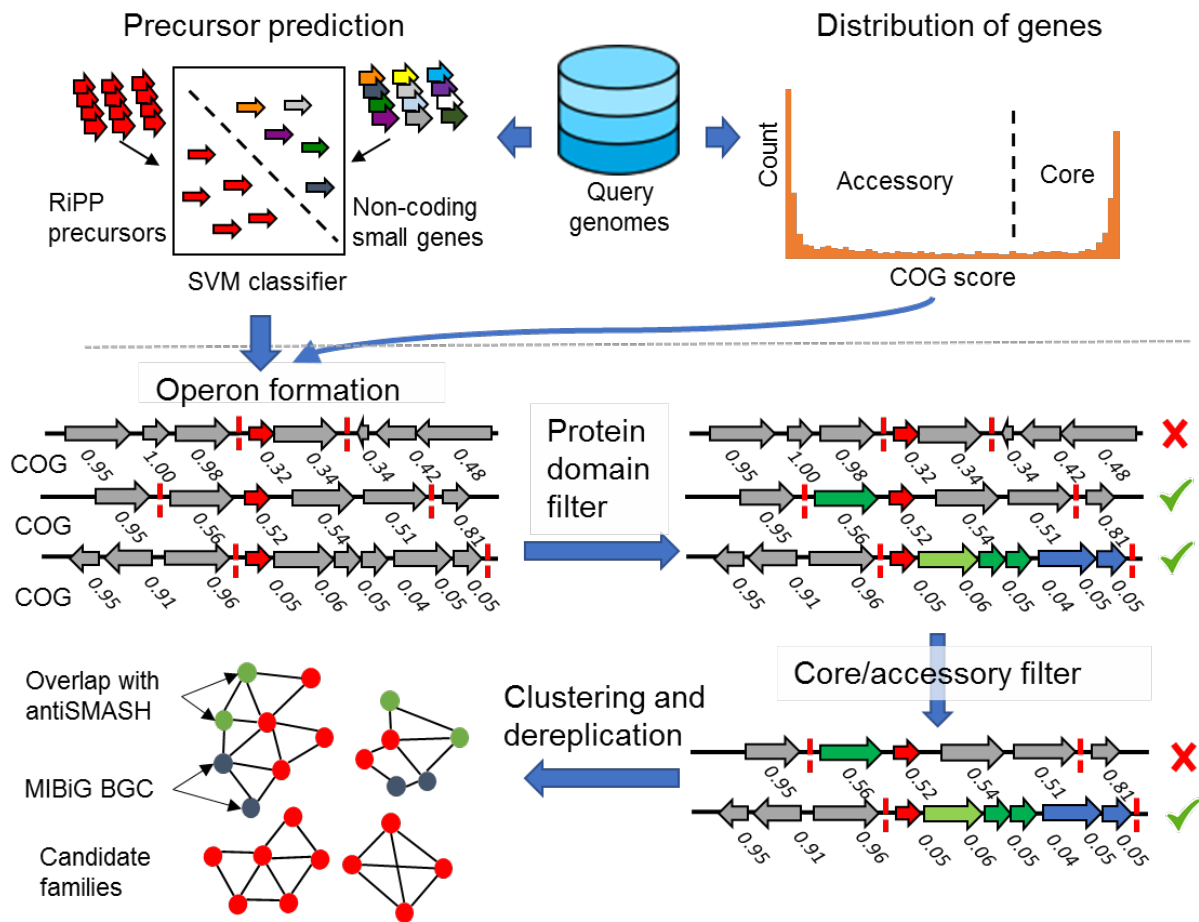 Precursor prediction
Distribution of genes
RiPP
precursors
Non-coding
small genes
SVM classifier
Query
genomes
Count
Accessory
Core
COG score
Operon formation
COG
0.95 1.00 0.98 0.32 0.34 0.34 0.42 0.48
COG
0.95 0.56 0.52 0.54 0.51 0.81
COG
0.95 0.91 0.96 0.05 0.06 0.05 0.04 0.05 0.05
Protein
domain
filter
0.95 1.00 0.98 0.32 0.34 0.34 0.42 0.48
0.95 0.56 0.52 0.54 0.51 0.81
0.95 0.91 0.96 0.05 0.06 0.05 0.04 0.05 0.05
Core/accessory filter
0.95 0.56 0.52 0.54 0.51 0.81
0.95 0.91 0.96 0.05 0.06 0.05 0.04 0.05 0.05
Clustering and
dereplication
Overlap with
antiSMASH
MIBiG BGC
Candidate
families